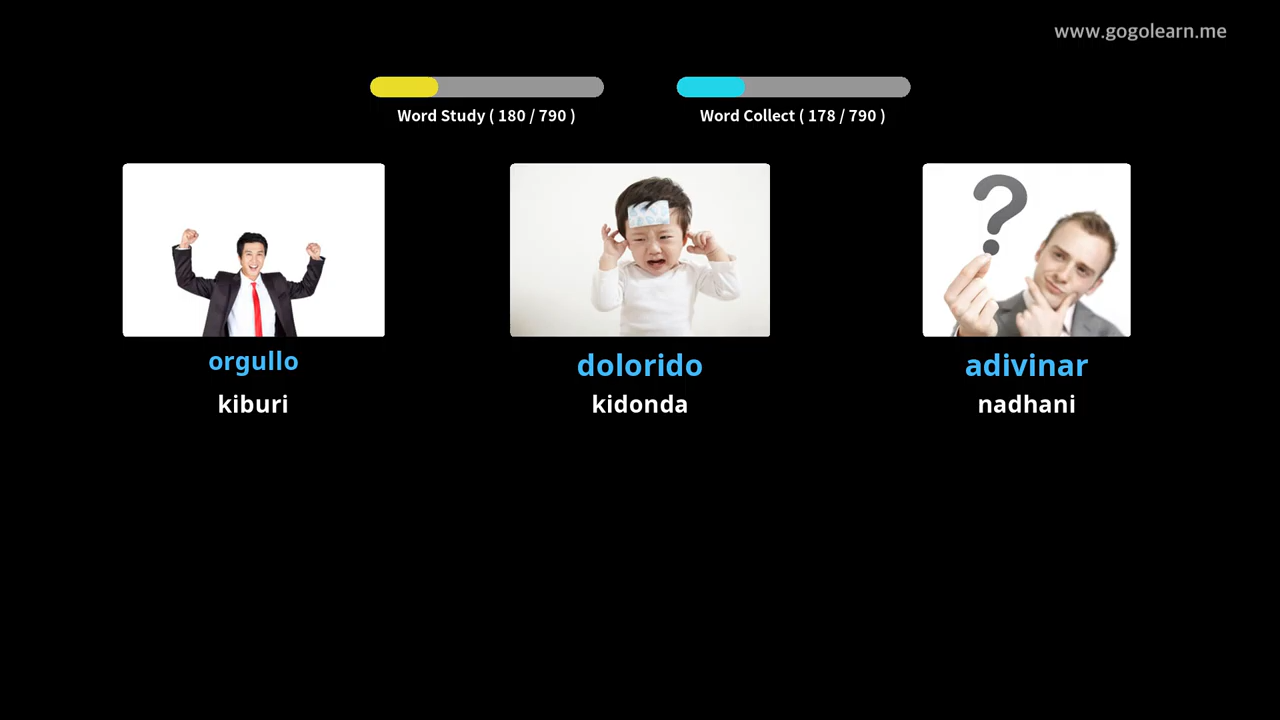 www.gogolearn.me
Word Study ( 180 / 790 )
Word Collect ( 178 / 790 )
orgullo
dolorido
adivinar
kiburi
kidonda
nadhani